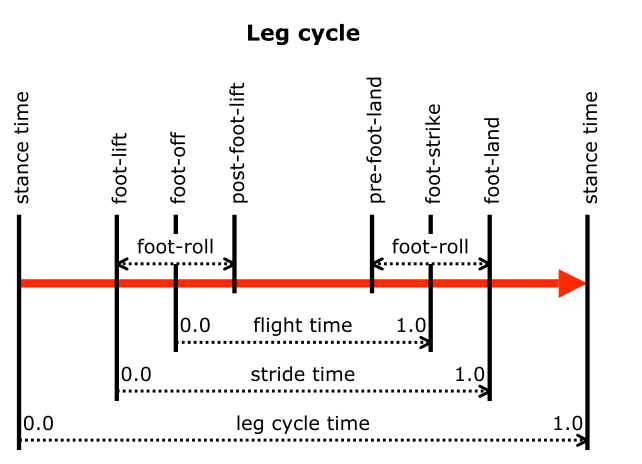 Leg cycle
stance time
foot-lift
foot-off
post-foot-lift
pre-foot-land
foot-strike
foot-land
stance time
foot-roll
foot-roll
0.0 flight time 1.0
0.0 stride time 1.0
0.0 leg cycle time 1.0